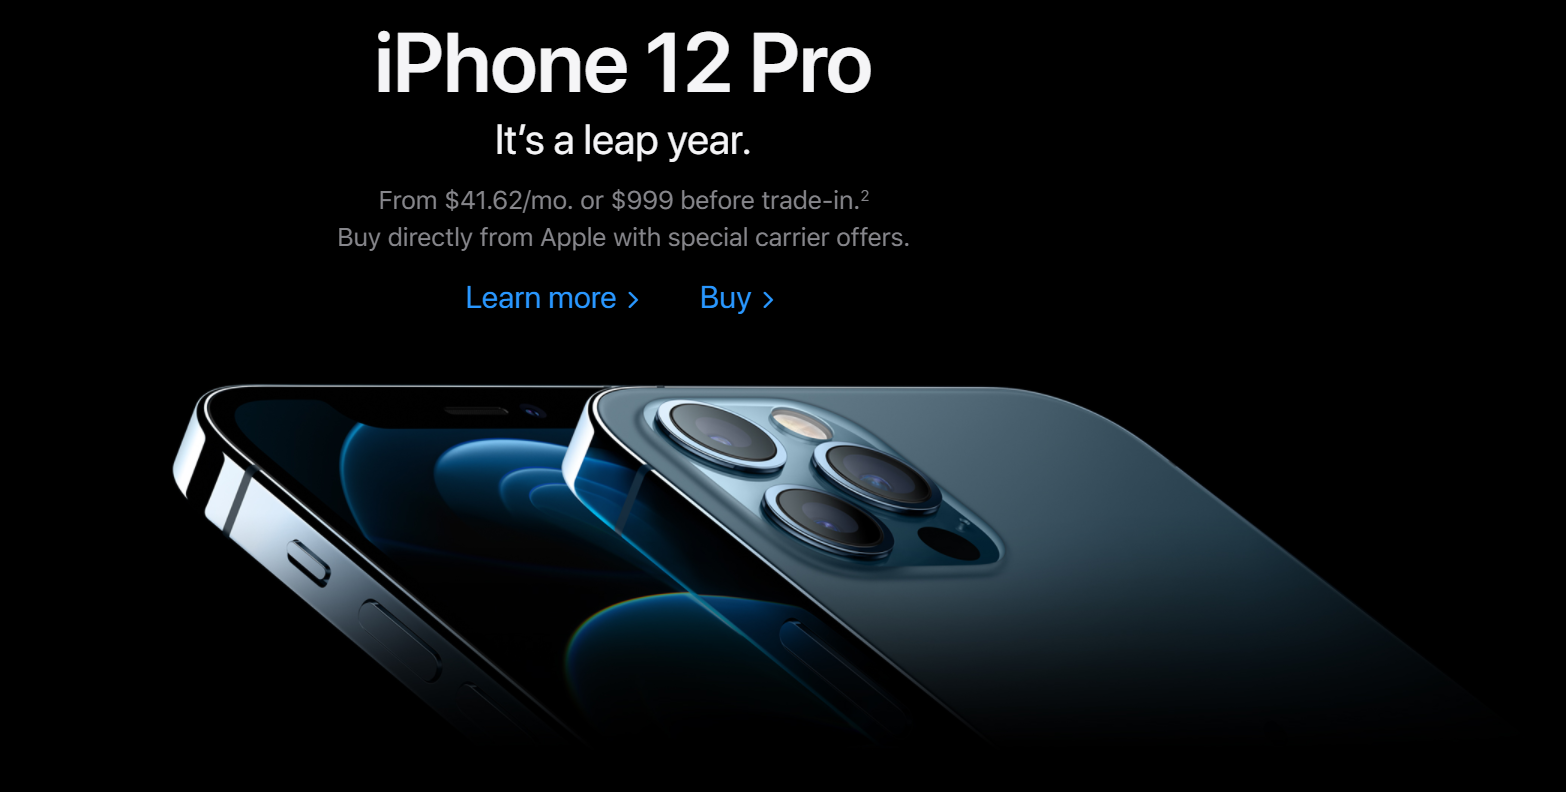 iPhone 12 Pro
It’s a leap year.
From $41.62/mo. or $999 before trade-in.²
Buy directly from Apple with special carrier offers.
Learn more >
Buy >